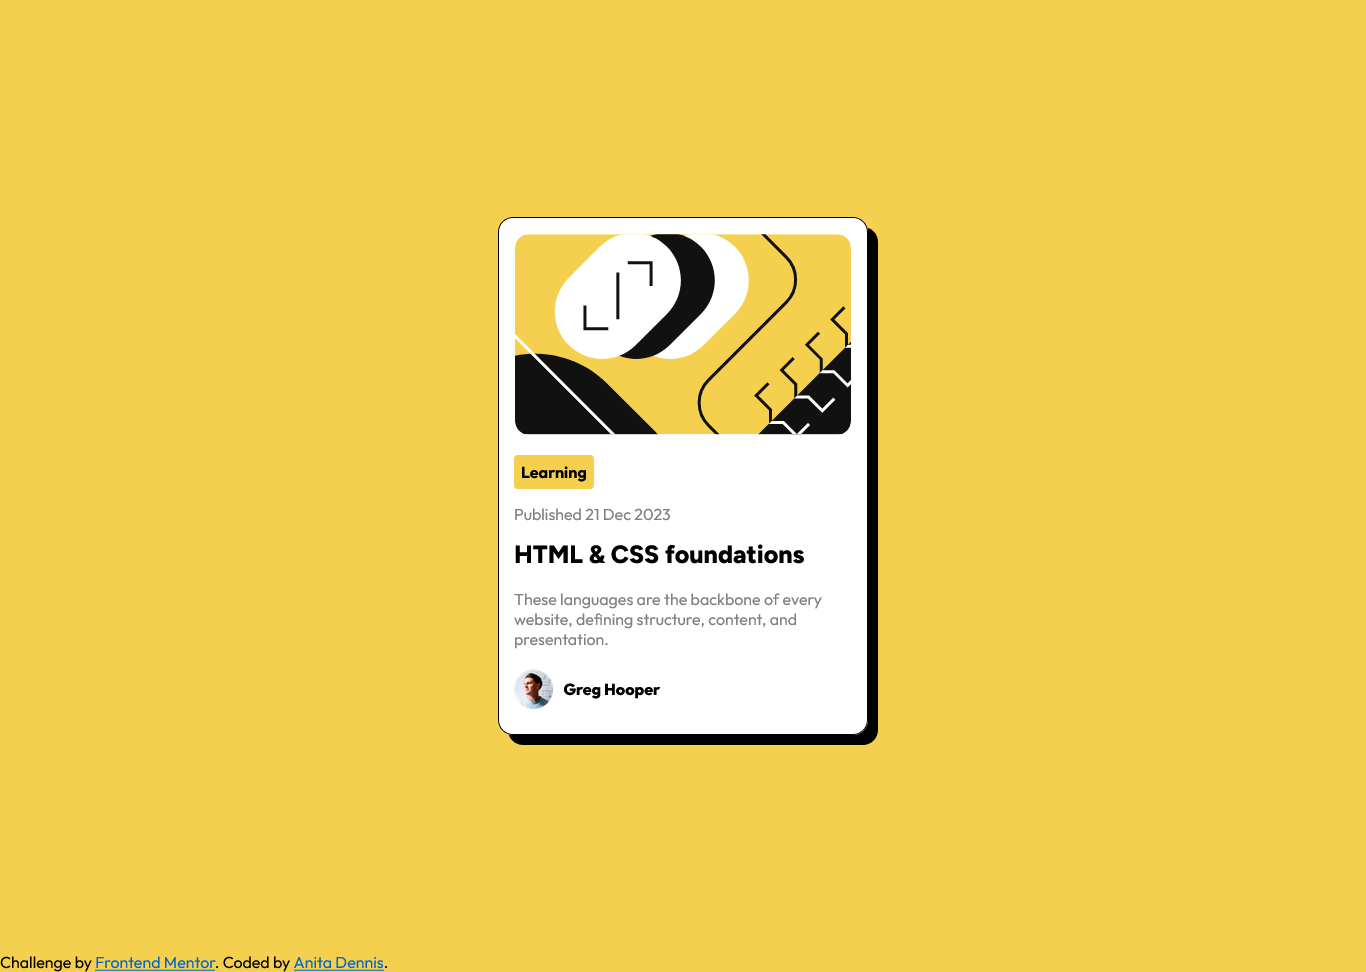 Learning
Published 21 Dec 2023
HTML & CSS foundations
These languages are the backbone of every
website, defining structure, content, and
presentation.
Greg Hooper
Challenge by Frontend Mentor. Coded by Anita Dennis.